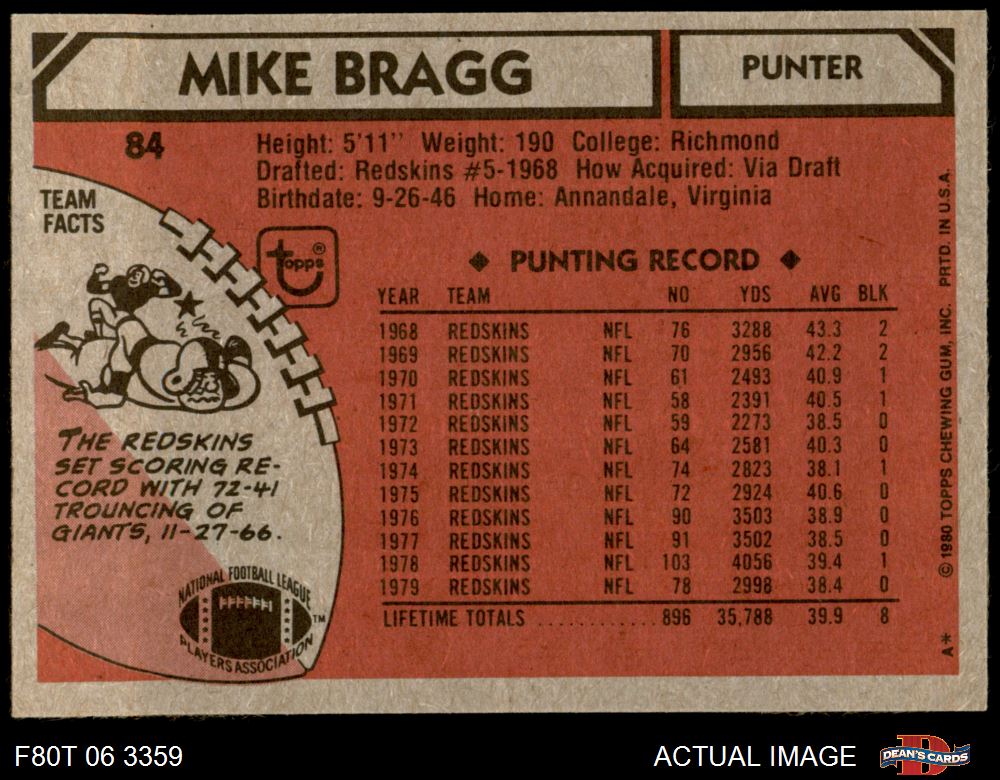 MIKE BRAGG
PUNTER
84
Height: 5'11'' Weight: 190 College: Richmond
Drafted: Redskins #5-1968 How Acquired: Via Draft
Birthdate: 9-26-46 Home: Annandale, Virginia
TEAM
FACTS
topps®
THE REDSKINS
SET SCORING RE-
CORD WITH 72-41
TROUNCING OF
GIANTS, 11-27-66.
NATIONAL FOOTBALL LEAGUE
PLAYERS ASSOCIATION
TM
◆ PUNTING RECORD ◆
YEAR TEAM NO YDS AVG BLK
1968 REDSKINS NFL 76 3288 43.3 2
1969 REDSKINS NFL 70 2956 42.2 2
1970 REDSKINS NFL 61 2493 40.9 1
1971 REDSKINS NFL 58 2391 40.5 1
1972 REDSKINS NFL 59 2273 38.5 0
1973 REDSKINS NFL 64 2581 40.3 0
1974 REDSKINS NFL 74 2823 38.1 1
1975 REDSKINS NFL 72 2924 40.6 0
1976 REDSKINS NFL 90 3503 38.9 0
1977 REDSKINS NFL 91 3502 38.5 0
1978 REDSKINS NFL 103 4056 39.4 1
1979 REDSKINS NFL 78 2998 38.4 0
LIFETIME TOTALS ............ 896 35,788 39.9 8
A* © 1980 TOPPS CHEWING GUM, INC. PRTD. IN U.S.A.
F80T 06 3359
ACTUAL IMAGE
DEAN'S CARDS